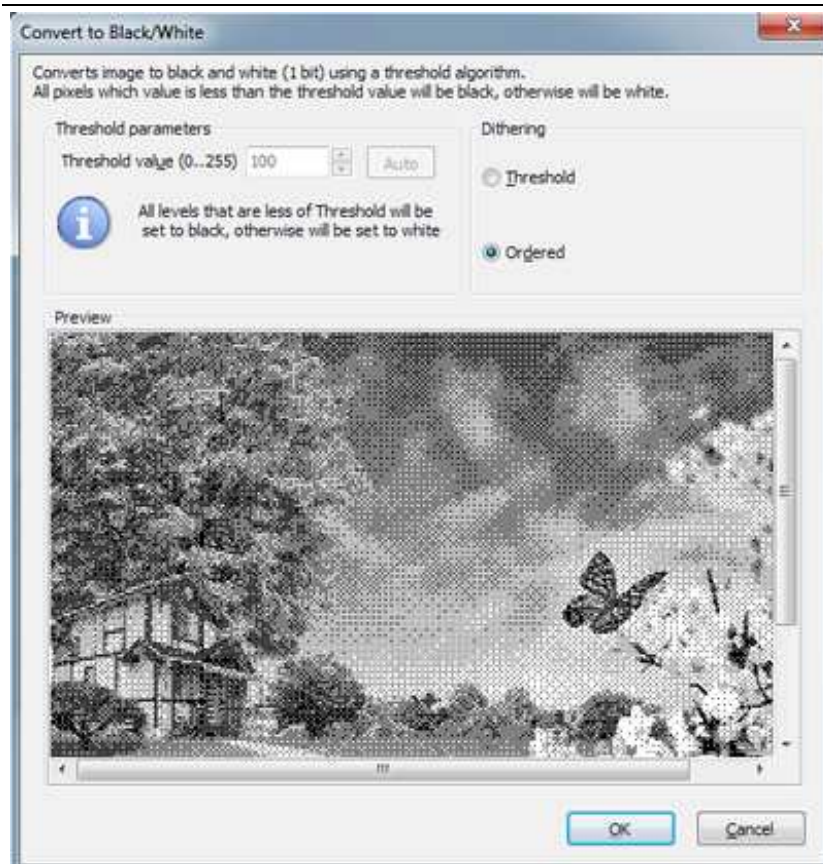 Convert to Black/White
Converts image to black and white (1 bit) using a threshold algorithm.
All pixels which value is less than the threshold value will be black, otherwise will be white.
Threshold parameters
Threshold value (0..255) 100 Auto
All levels that are less of Threshold will be
set to black, otherwise will be set to white
Dithering
Threshold
Ordered
Preview
OK Cancel